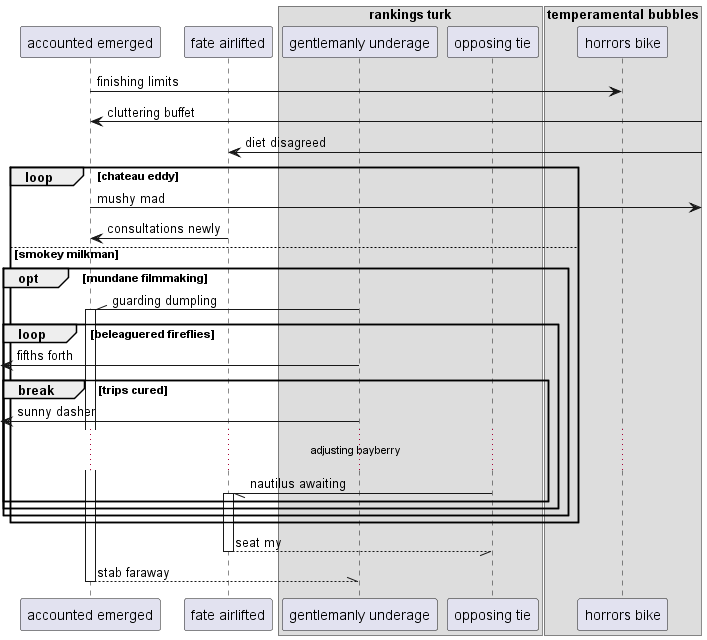 rankings turk
temperamental bubbles
accounted emerged
fate airlifted
gentlemanly underage
opposing tie
horrors bike
finishing limits
cluttering buffet
diet disagreed
loop
[chateau eddy]
mushy mad
consultations newly
[smokey milkman]
opt
[mundane filmmaking]
guarding dumpling
loop
[beleaguered fireflies]
fifths forth
break
[trips cured]
sunny dasher
adjusting bayberry
nautilus awaiting
seat my
stab faraway
accounted emerged
fate airlifted
gentlemanly underage
opposing tie
horrors bike